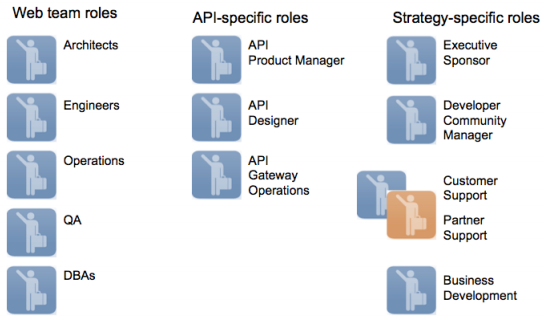 Web team roles
Architects
Engineers
Operations
QA
DBAs
API-specific roles
API
Product Manager
API
Designer
API
Gateway
Operations
Strategy-specific roles
Executive
Sponsor
Developer
Community
Manager
Customer
Support
Partner
Support
Business
Development